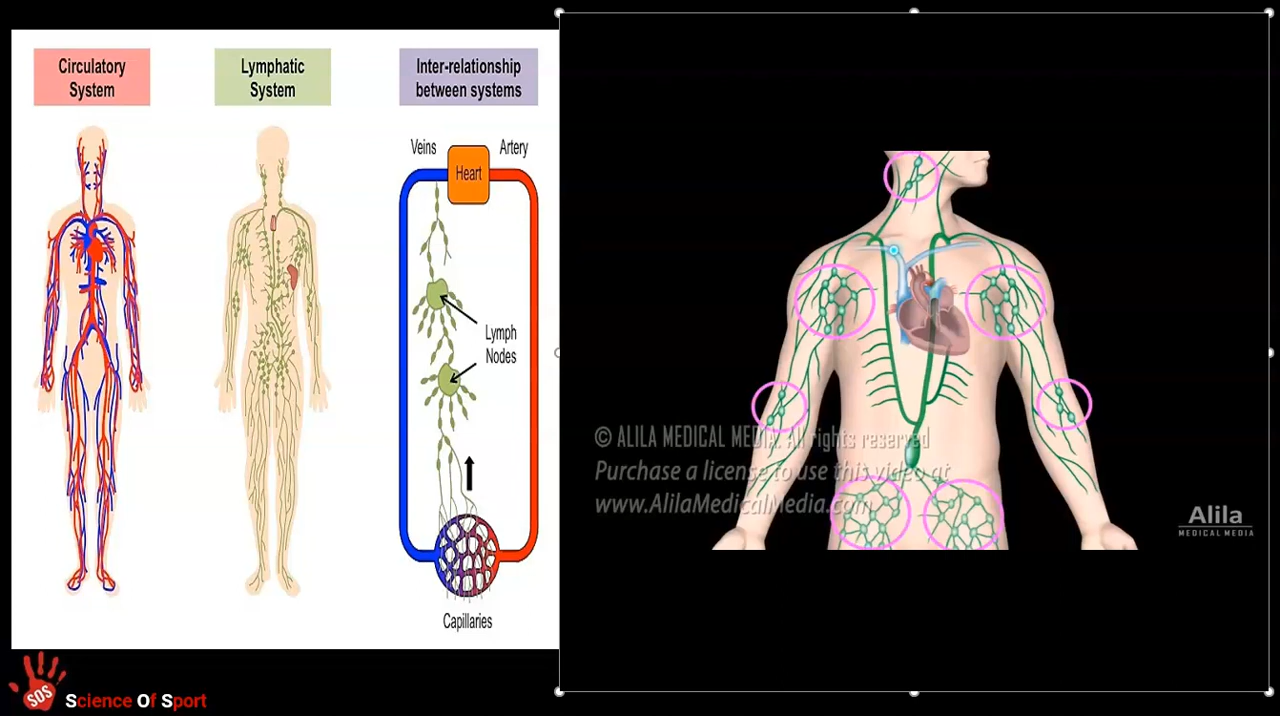 Circulatory
System
Lymphatic
System
Inter-relationship
between systems
Veins
Artery
Heart
Lymph
Nodes
Capillaries
© ALILA MEDICAL MEDIA. All rights reserved
Purchase a license to use this video at
www.AlilaMedicalMedia.com
Alila
MEDICAL MEDIA
SOS
Science Of Sport